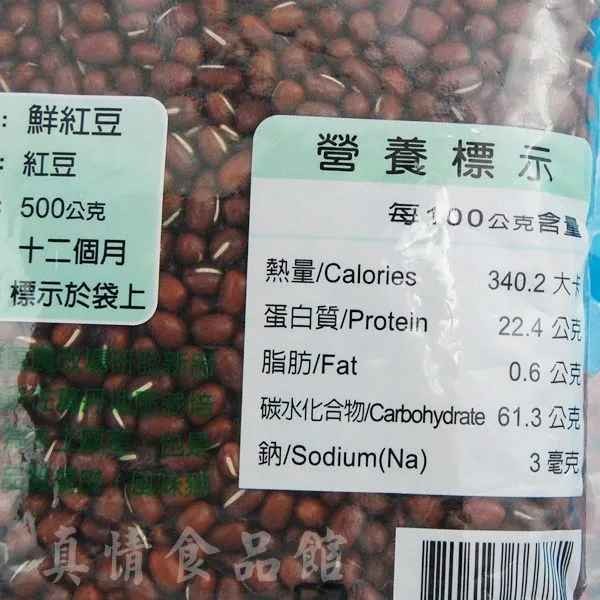 : 鮮紅豆
: 紅豆
: 500公克
十二個月
標示於袋上
營養標示
每100公克含量
熱量/Calories 340.2 大卡
蛋白質/Protein 22.4 公克
脂肪/Fat 0.6 公克
碳水化合物/Carbohydrate 61.3 公克
鈉/Sodium(Na) 3 毫克
真情食品館